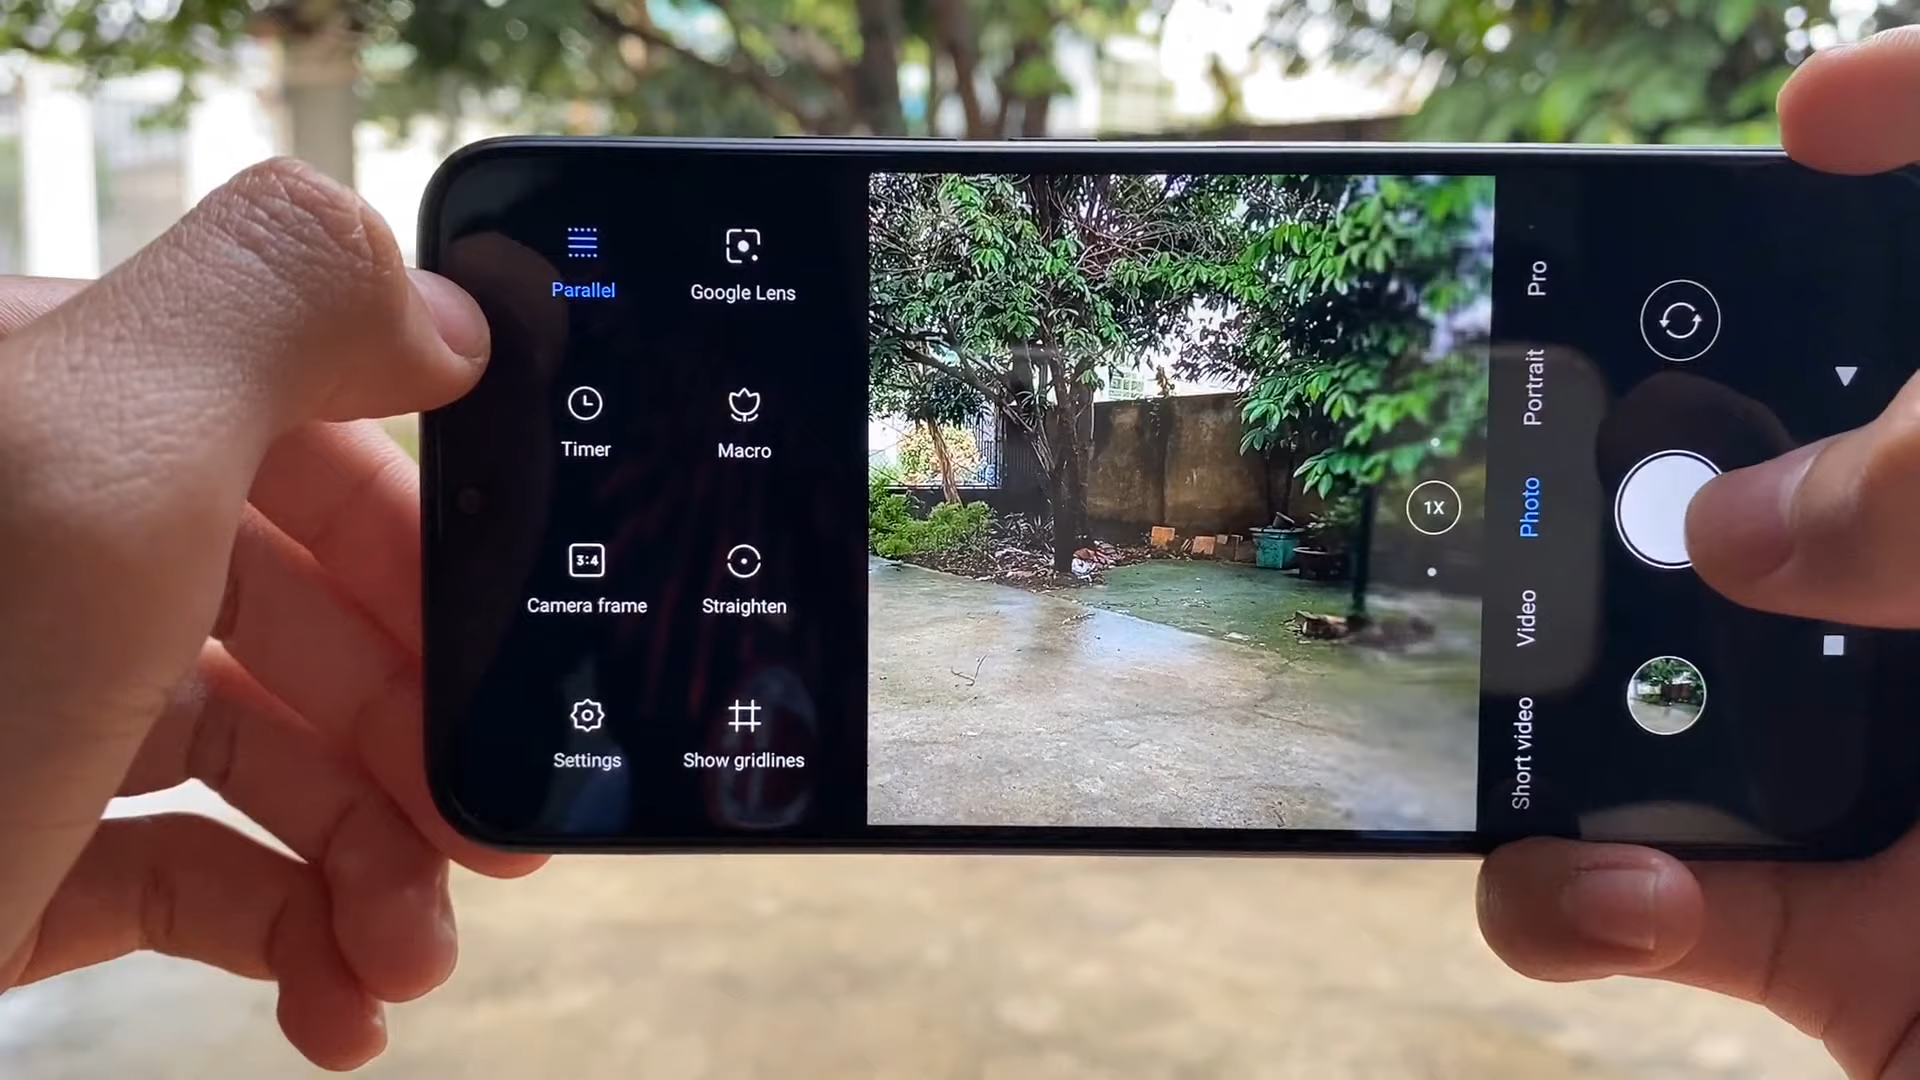 Parallel
Google Lens
Timer
Macro
3:4
Camera frame
Straighten
Settings
Show gridlines
1X
Pro
Portrait
Photo
Video
Short video